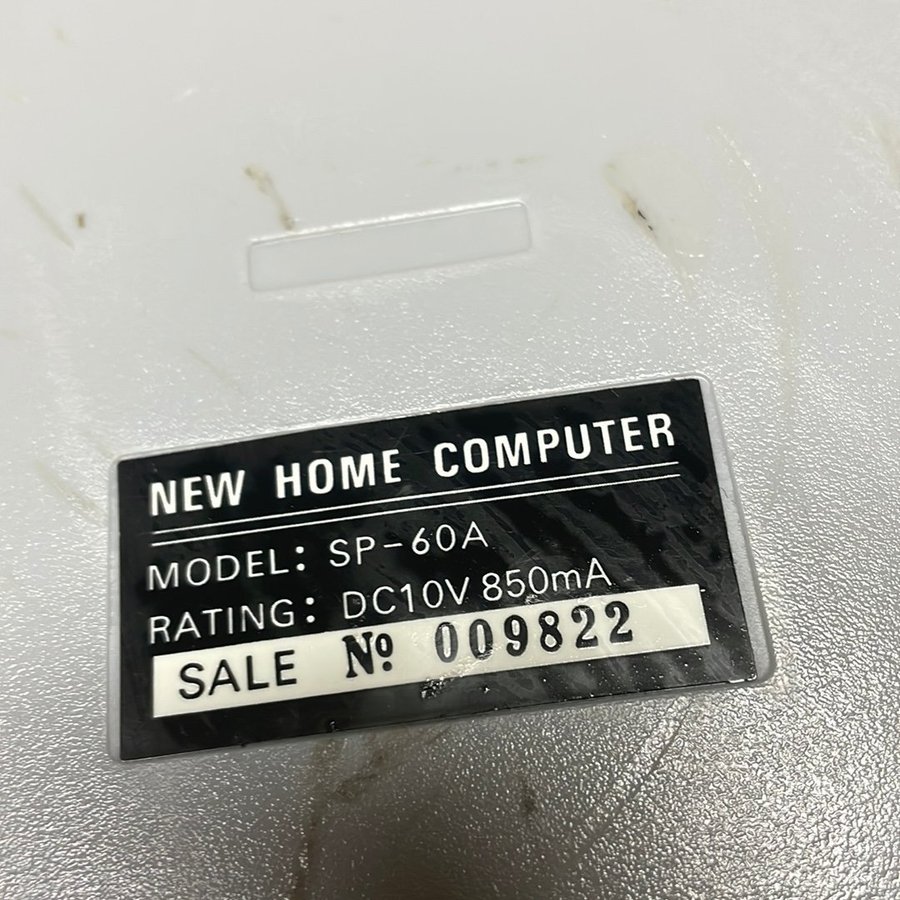 NEW HOME COMPUTER
MODEL: SP-60A
RATING: DC10V 850mA
SALE Nº 009822